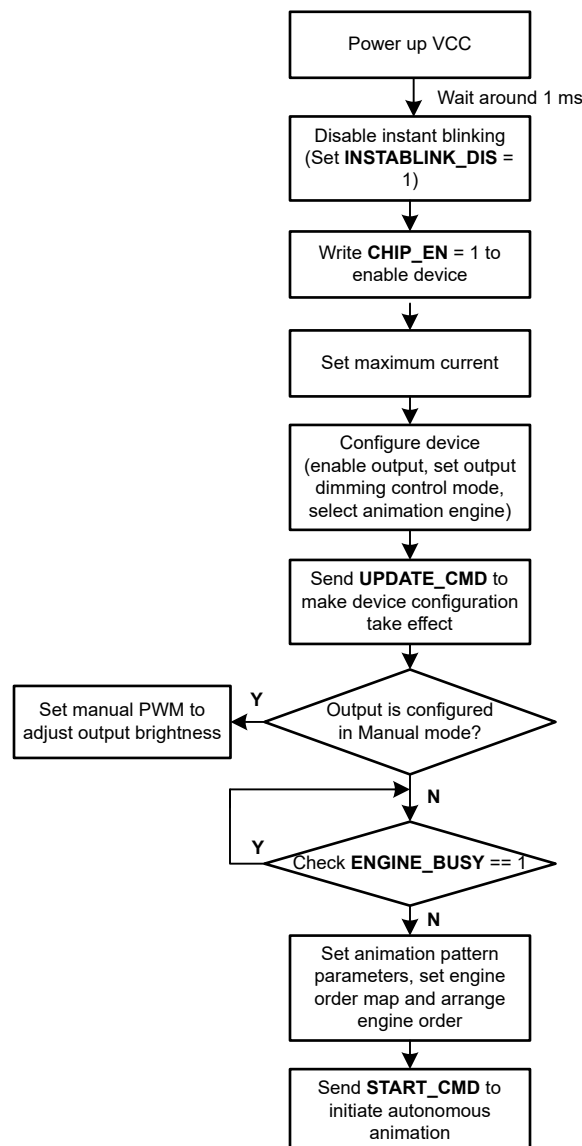 Power up VCC
Wait around 1 ms
Disable instant blinking
(Set INSTABLINK_DIS =
1)
Write CHIP_EN = 1 to
enable device
Set maximum current
Configure device
(enable output, set output
dimming control mode,
select animation engine)
Send UPDATE_CMD to
make device configuration
take effect
Output is configured
in Manual mode?
Y
Set manual PWM to
adjust output brightness
N
Check ENGINE_BUSY == 1
Y
N
Set animation pattern
parameters, set engine
order map and arrange
engine order
Send START_CMD to
initiate autonomous
animation